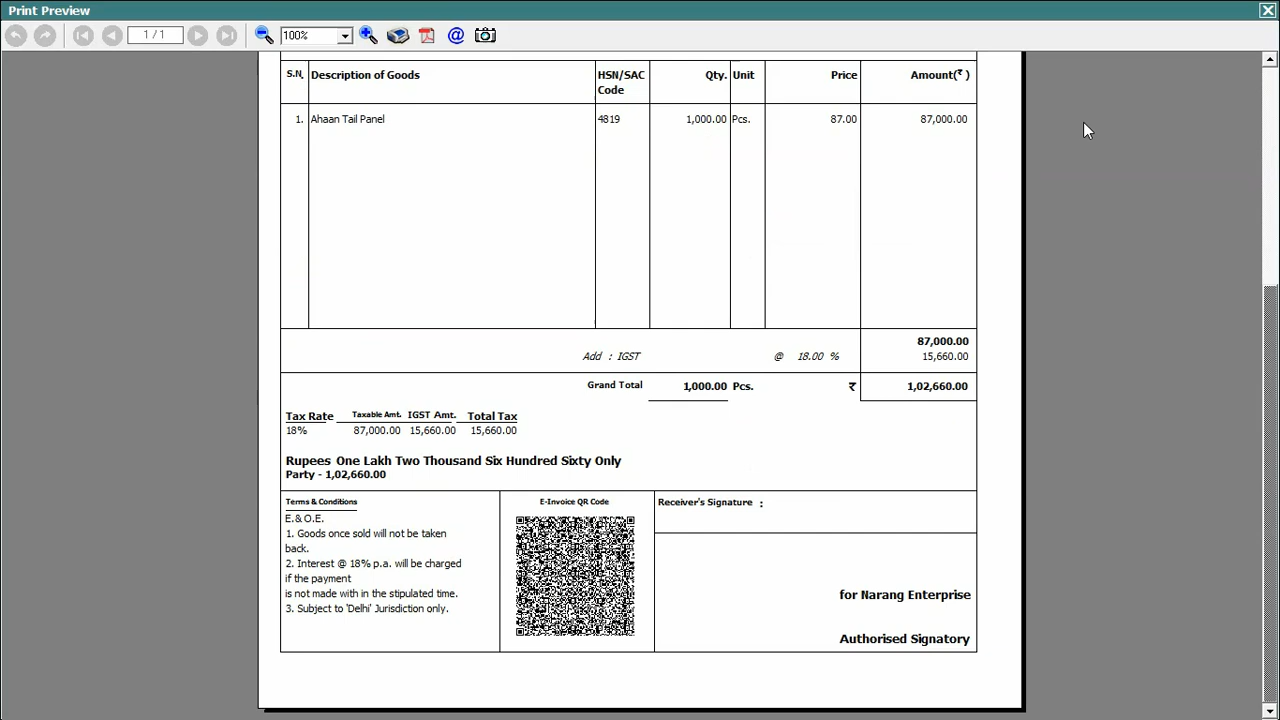 Print Preview
1 / 1
100%
S.N. Description of Goods HSN/SAC Code Qty. Unit Price Amount(₹ )
1. Ahaan Tail Panel 4819 1,000.00 Pcs. 87.00 87,000.00
87,000.00
Add : IGST @ 18.00 % 15,660.00
Grand Total 1,000.00 Pcs. ₹ 1,02,660.00
Tax Rate Taxable Amt. IGST Amt. Total Tax
18% 87,000.00 15,660.00 15,660.00
Rupees One Lakh Two Thousand Six Hundred Sixty Only
Party - 1,02,660.00
Terms & Conditions
E.& O.E.
1. Goods once sold will not be taken
back.
2. Interest @ 18% p.a. will be charged
if the payment
is not made with in the stipulated time.
3. Subject to 'Delhi' Jurisdiction only.
E-Invoice QR Code
Receiver's Signature :
for Narang Enterprise
Authorised Signatory